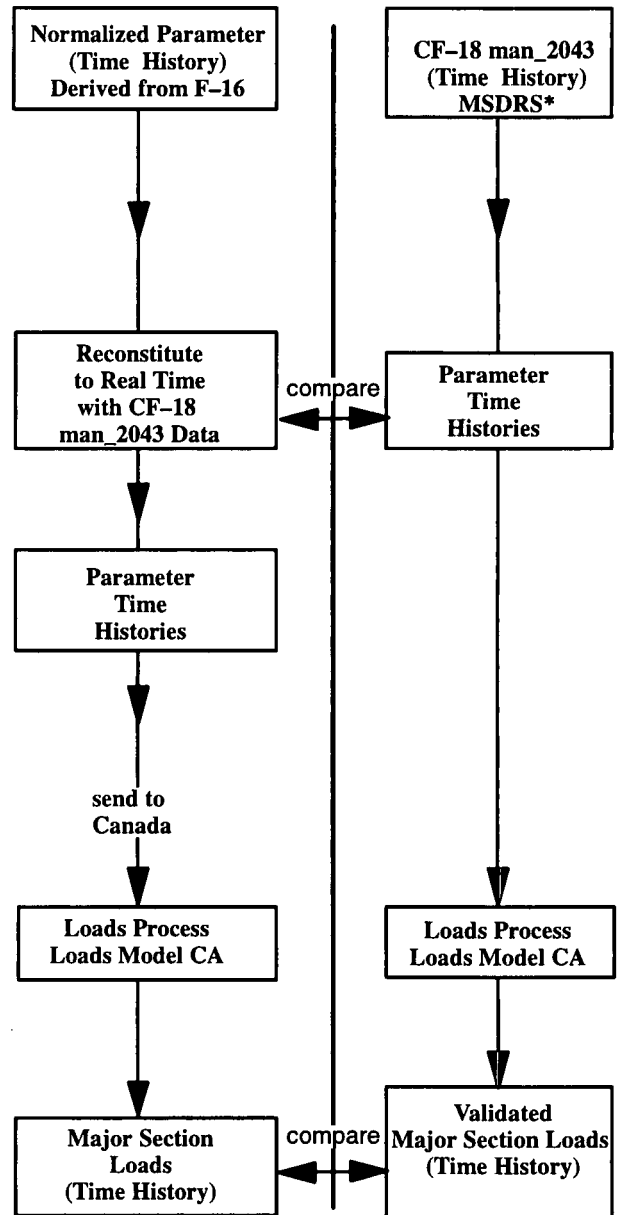 Normalized Parameter
(Time History)
Derived from F-16
CF-18 man_2043
(Time History)
MSDRS*
Reconstitute
to Real Time
with CF-18
man_2043 Data
compare
Parameter
Time
Histories
Parameter
Time
Histories
send to
Canada
Loads Process
Loads Model CA
Loads Process
Loads Model CA
Major Section
Loads
(Time History)
compare
Validated
Major Section Loads
(Time History)